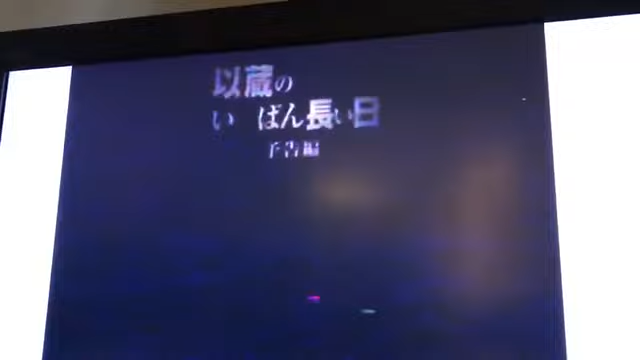 以蔵の
い ばん長い日
予告編